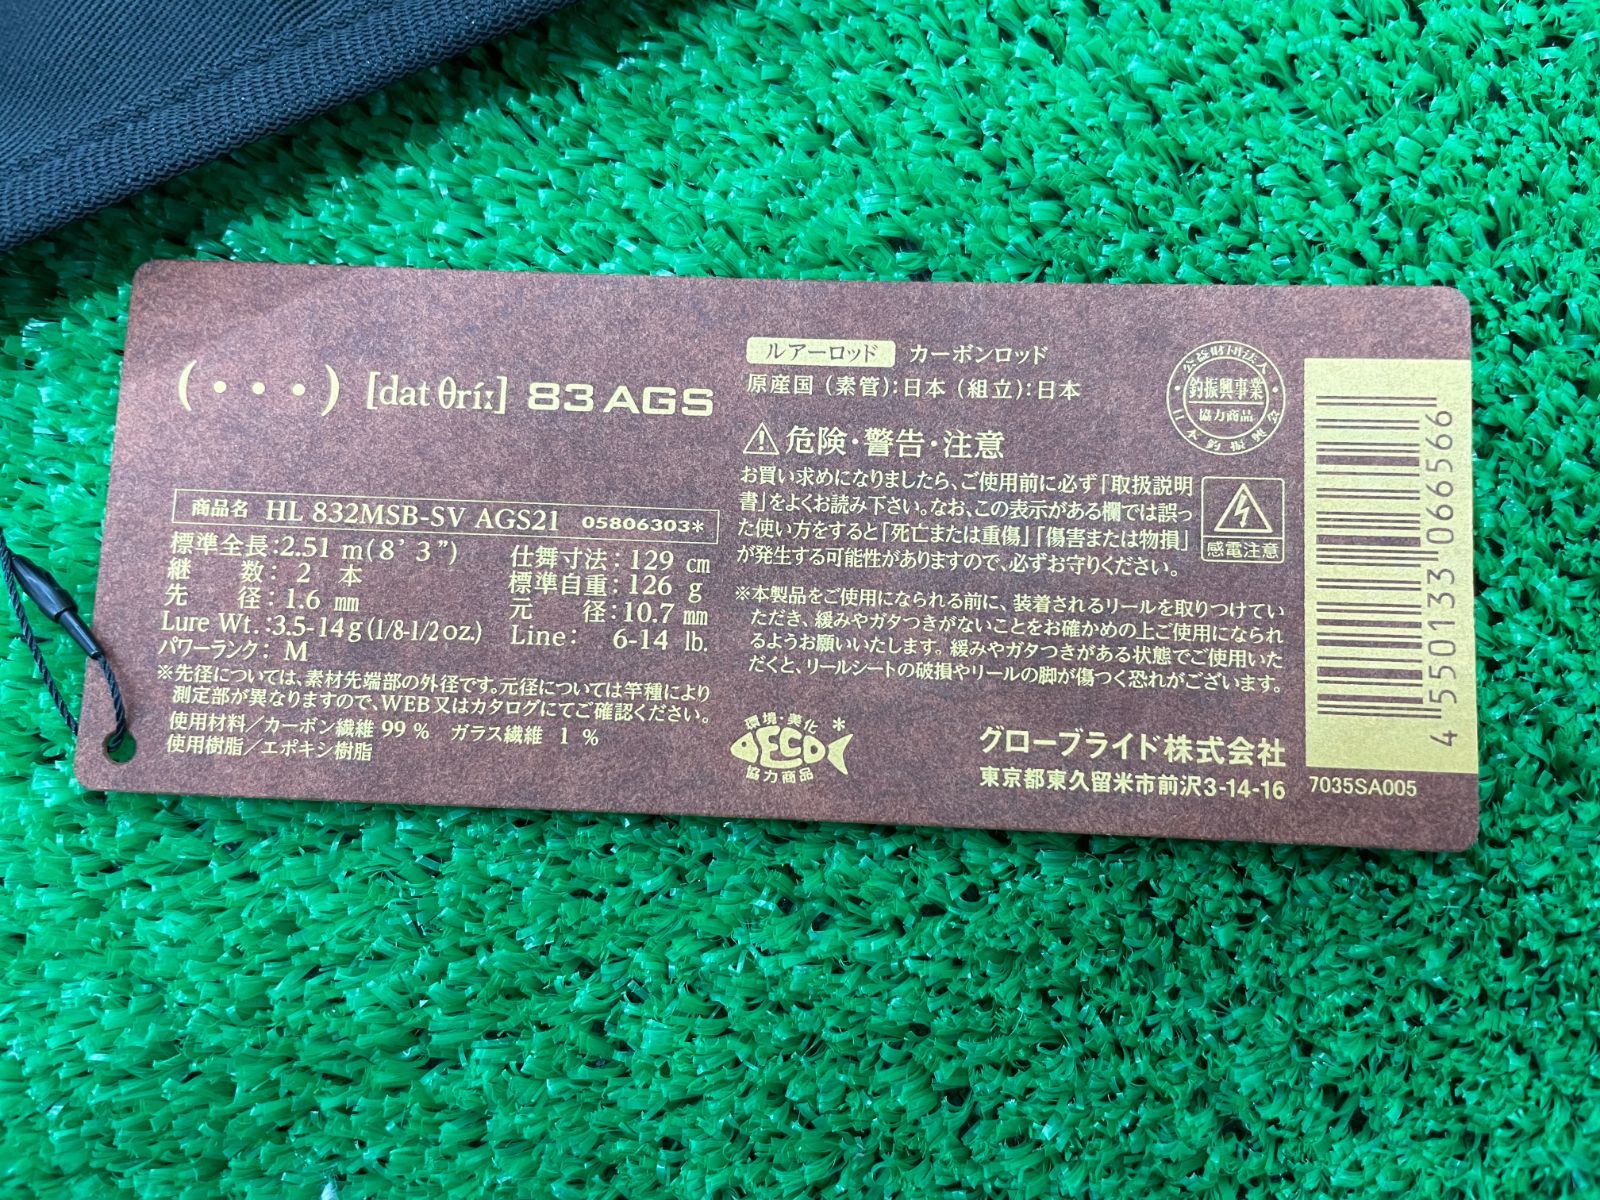 (・・・) [dat θríː] 83 AGS
商品名 HL 832MSB-SV AGS21 05806303*
標準全長:2.51 m(8’3”) 仕舞寸法:129 cm
継 数: 2 本 標準自重:126 g
先 径:1.6 mm 元 径:10.7 mm
Lure Wt.:3.5-14g(1/8-1/2oz.) Line: 6-14 lb.
パワーランク: M
※先径については、素材先端部の外径です。元径については竿種により
測定部が異なりますので、WEB又はカタログにてご確認ください。
使用材料/カーボン繊維 99 % ガラス繊維 1 %
使用樹脂/エポキシ樹脂
ルアーロッド カーボンロッド
原産国(素管):日本(組立):日本
危険・警告・注意
お買い求めになりましたら、ご使用前に必ず「取扱説明
書」をよくお読み下さい。なお、この表示がある欄では誤っ
た使い方をすると「死亡または重傷」「傷害または物損」
が発生する可能性がありますので、必ずお守りください。
感電注意
※本製品をご使用になられる前に、装着されるリールを取りつけてい
ただき、緩みやガタつきがないことをお確かめの上ご使用になられ
るようお願いいたします。緩みやガタつきがある状態でご使用いた
だくと、リールシートの破損やリールの脚が傷つく恐れがございます。
環境・美化 *
ECO
協力商品
グローブライド株式会社
東京都東久留米市前沢3-14-16
公益財団法人
釣振興事業
協力商品
日本釣振興会
4 550133 066566
7035SA005